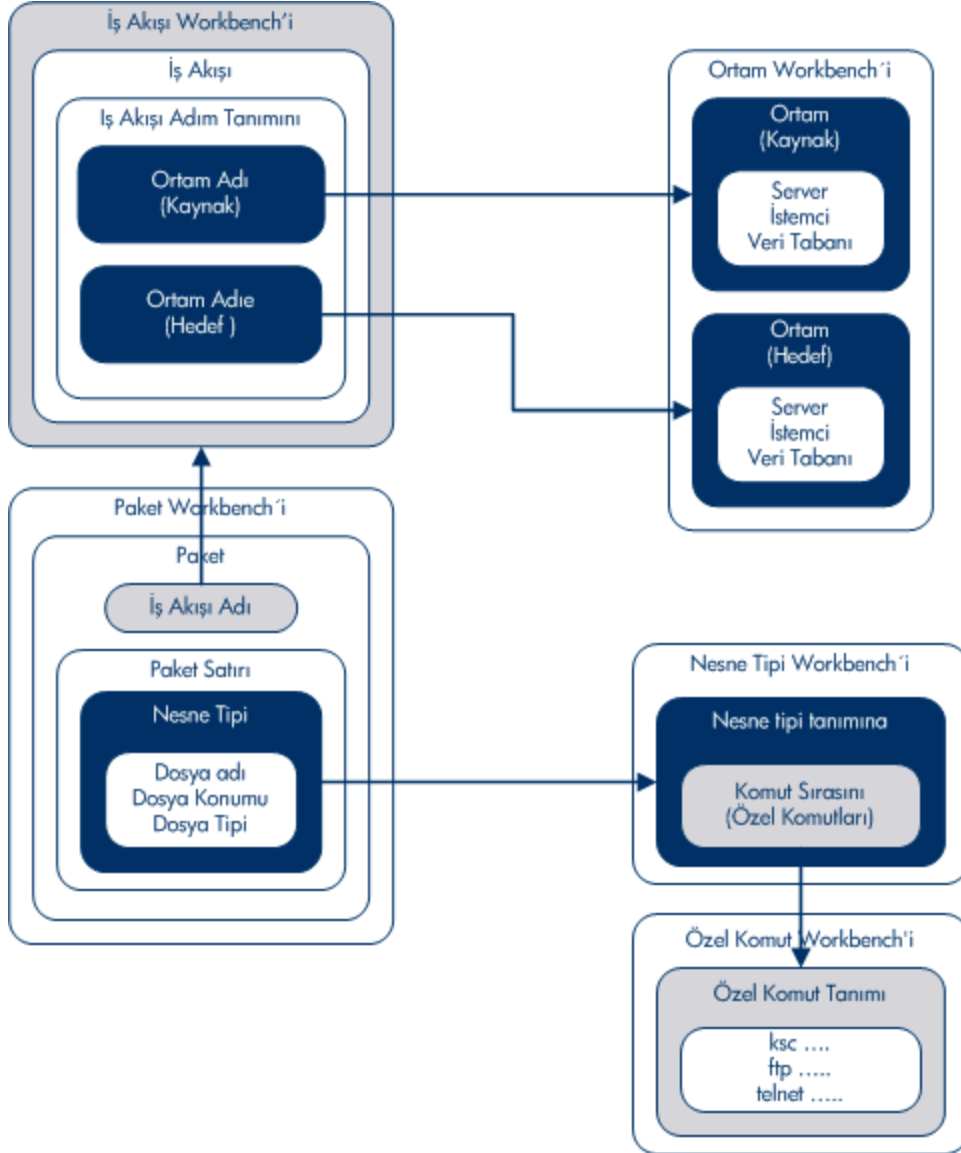 İş Akışı Workbench'i
İş Akışı
Iş Akışı Adım Tanımını
Ortam Adı
(Kaynak)
Ortam Adıe
(Hedef )
Ortam Workbench´i
Ortam
(Kaynak)
Server
İstemci
Veri Tabanı
Ortam
(Hedef)
Server
İstemci
Veri Tabanı
Paket Workbench´i
Paket
İş Akışı Adı
Paket Satırı
Nesne Tipi
Dosya adı
Dosya Konumu
Dosya Tipi
Nesne Tipi Workbench´i
Nesne tipi tanımına
Komut Sırasını
(Özel Komutları)
Özel Komut Workbench'i
Özel Komut Tanımı
ksc ....
ftp .....
telnet .....